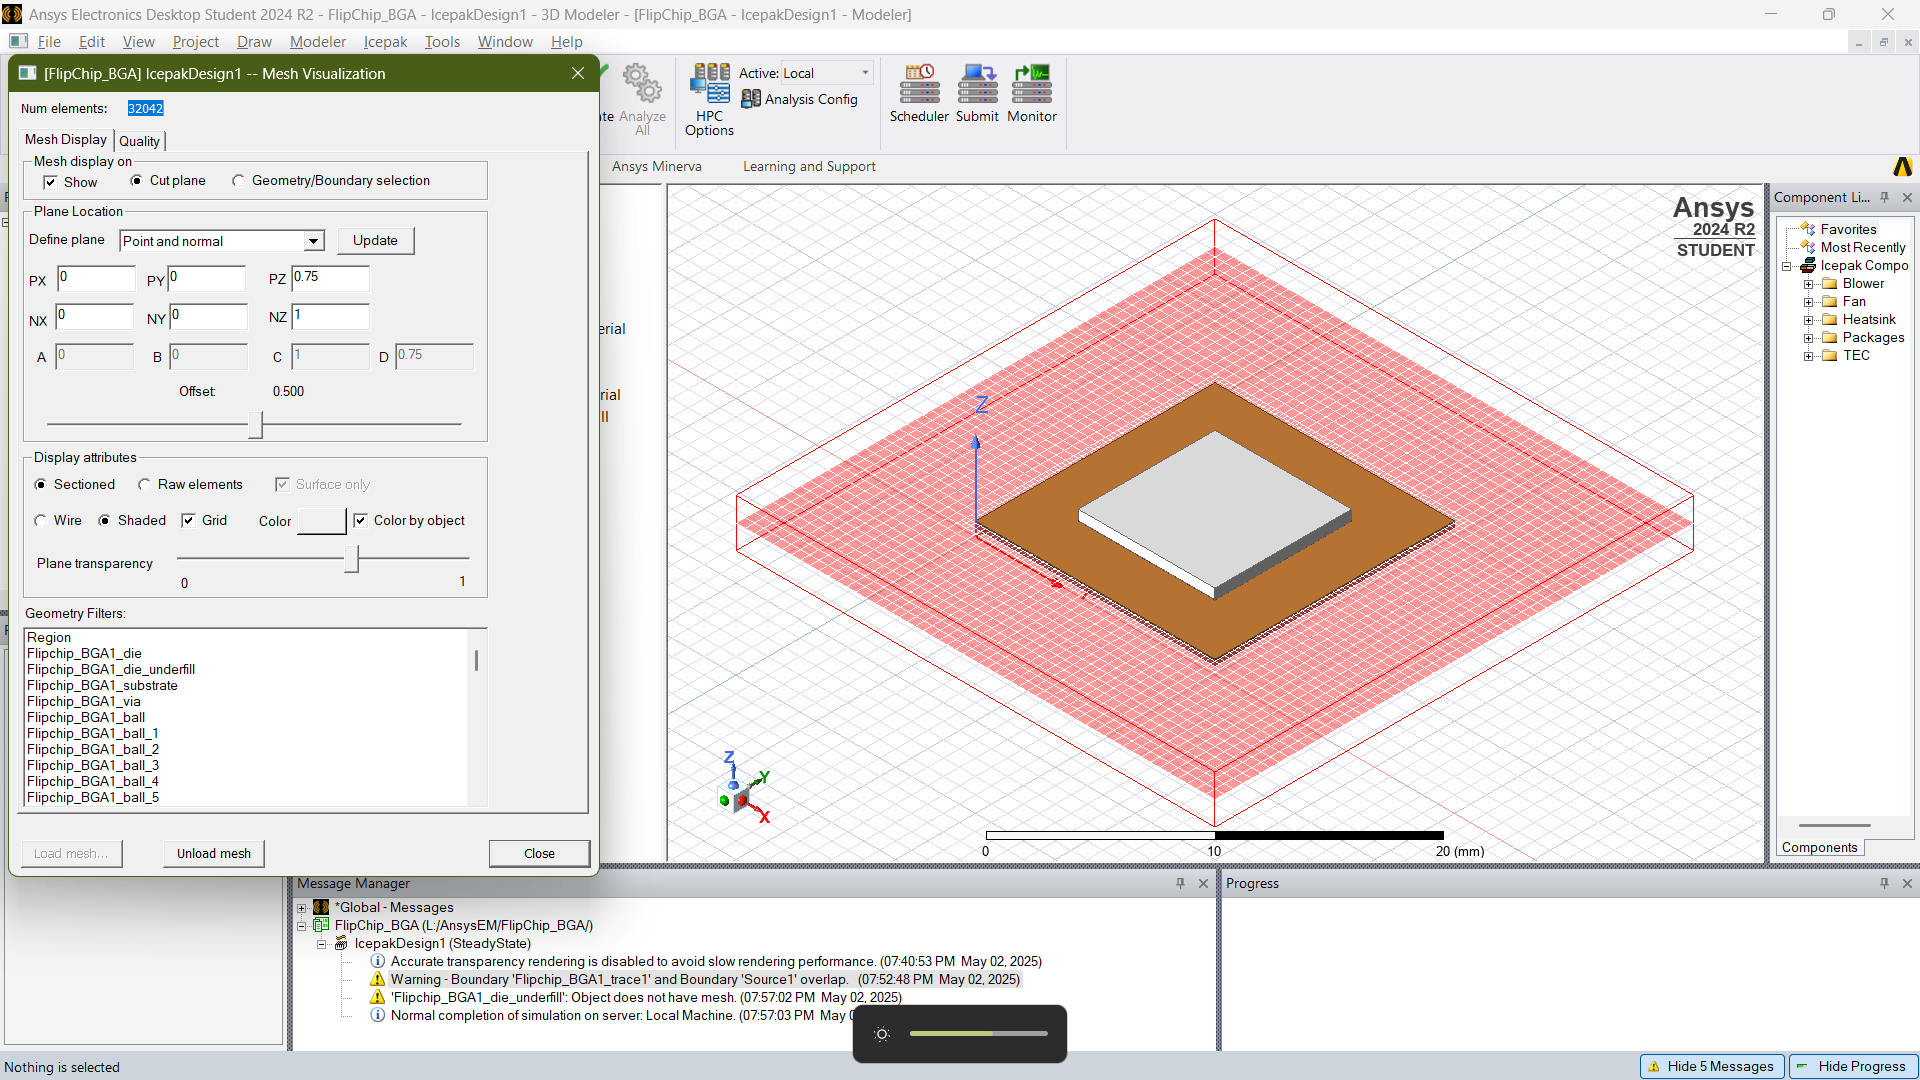 Ansys Electronics Desktop Student 2024 R2 - FlipChip_BGA - IcepakDesign1 - 3D Modeler - [FlipChip_BGA - IcepakDesign1 - Modeler]
File Edit View Project Draw Modeler Icepak Tools Window Help
[FlipChip_BGA] IcepakDesign1 -- Mesh Visualization
Num elements: 32042
Mesh Display Quality
Mesh display on
Show Cut plane Geometry/Boundary selection
Plane Location
Define plane Point and normal Update
PX 0 PY 0 PZ 0.75
NX 0 NY 0 NZ 1
A 0 B 0 C 1 D 0.75
Offset: 0.500
Display attributes
Sectioned Raw elements Surface only
Wire Shaded Grid Color Color by object
Plane transparency
0 1
Geometry Filters:
Region
Flipchip_BGA1_die
Flipchip_BGA1_die_underfill
Flipchip_BGA1_substrate
Flipchip_BGA1_via
Flipchip_BGA1_ball
Flipchip_BGA1_ball_1
Flipchip_BGA1_ball_2
Flipchip_BGA1_ball_3
Flipchip_BGA1_ball_4
Flipchip_BGA1_ball_5
Load mesh... Unload mesh Close
Analyze
All
HPC
Options
Active: Local
Analysis Config
Scheduler Submit Monitor
Ansys Minerva Learning and Support
Ansys
2024 R2
STUDENT
Z
Z
Y
X
0 10 20 (mm)
Component Li...
Favorites
Most Recently
Icepak Compo
Blower
Fan
Heatsink
Packages
TEC
Components
Message Manager
*Global - Messages
FlipChip_BGA (L:/AnsysEM/FlipChip_BGA/)
IcepakDesign1 (SteadyState)
Accurate transparency rendering is disabled to avoid slow rendering performance. (07:40:53 PM May 02, 2025)
Warning - Boundary 'Flipchip_BGA1_trace1' and Boundary 'Source1' overlap. (07:52:48 PM May 02, 2025)
'Flipchip_BGA1_die_underfill': Object does not have mesh. (07:57:02 PM May 02, 2025)
Normal completion of simulation on server: Local Machine. (07:57:03 PM May
Progress
Nothing is selected
Hide 5 Messages Hide Progress